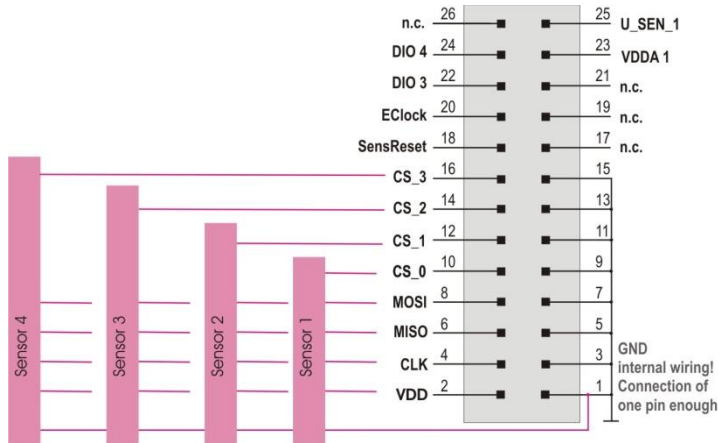 n.c. 26 25 U_SEN_1
DIO 4 24 23 VDDA 1
DIO 3 22 21 n.c.
EClock 20 19 n.c.
SensReset 18 17 n.c.
CS_3 16 15
CS_2 14 13
CS_1 12 11
CS_0 10 9
MOSI 8 7
MISO 6 5
CLK 4 3
VDD 2 1
GND
internal wiring!
Connection of
one pin enough
Sensor 4
Sensor 3
Sensor 2
Sensor 1